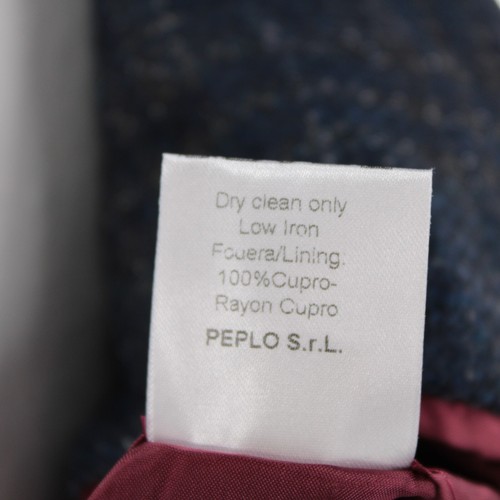 Dry clean only
Low Iron
Fouera/Lining:
100%Cupro-
Rayon Cupro
PEPLO S.r.L.